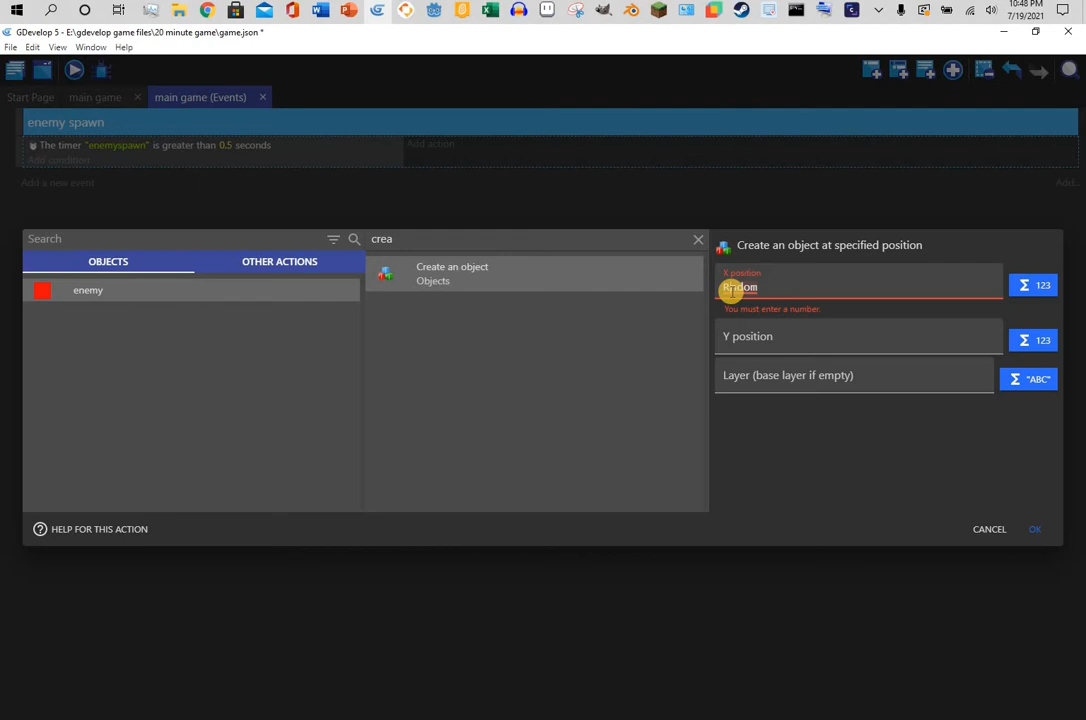 10:48 PM
7/19/2021
GDevelop 5 - E:\gdevelop game files\20 minute game\game.json *
File Edit View Window Help
Start Page main game main game (Events)
enemy spawn
The timer "enemyspawn" is greater than 0.5 seconds
Add condition
Add action
Add a new event
Add...
Search
crea
OBJECTS OTHER ACTIONS
enemy
Create an object
Objects
Create an object at specified position
X position
Σ 123
You must enter a number.
Y position
Σ 123
Layer (base layer if empty)
Σ "ABC"
HELP FOR THIS ACTION
CANCEL OK